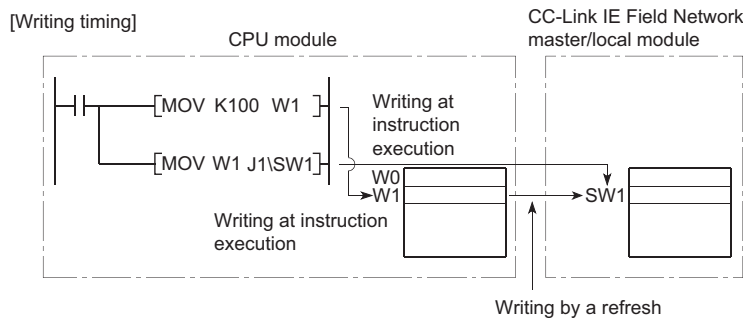 [Writing timing]
CPU module
CC-Link IE Field Network
master/local module
[MOV K100 W1]
Writing at
instruction
execution
[MOV W1 J1\SW1]
W0
W1
SW1
Writing at instruction
execution
Writing by a refresh